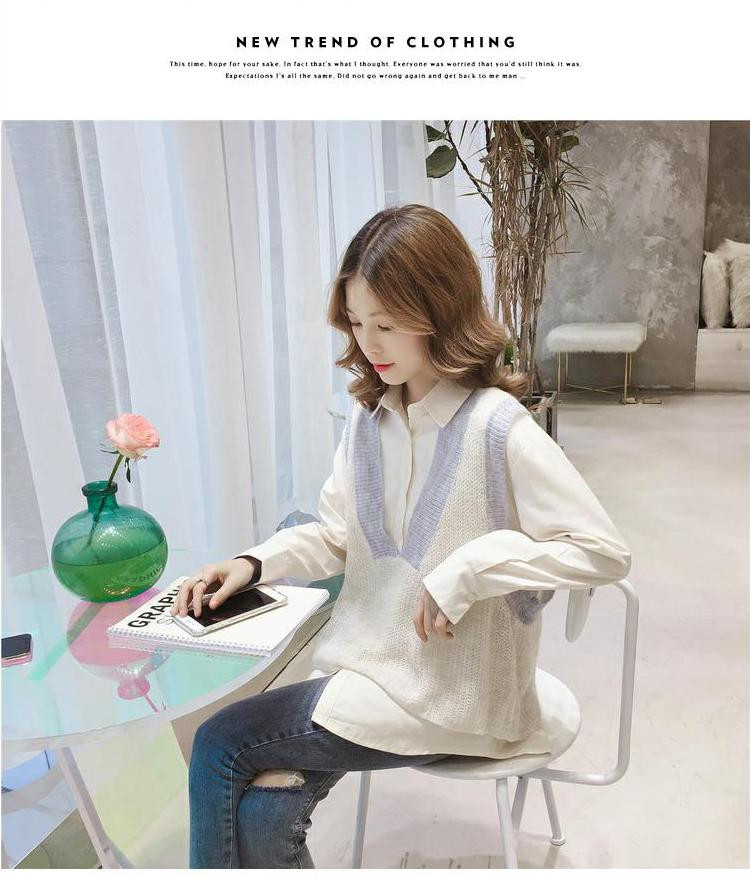 NEW TREND OF CLOTHING
This time, hope for your sake. In fact that's what I thought. Everyone was worried that you'd still think it was.
Expectations I's all the same. Did not go wrong again and get back to me man ...
GRAPH